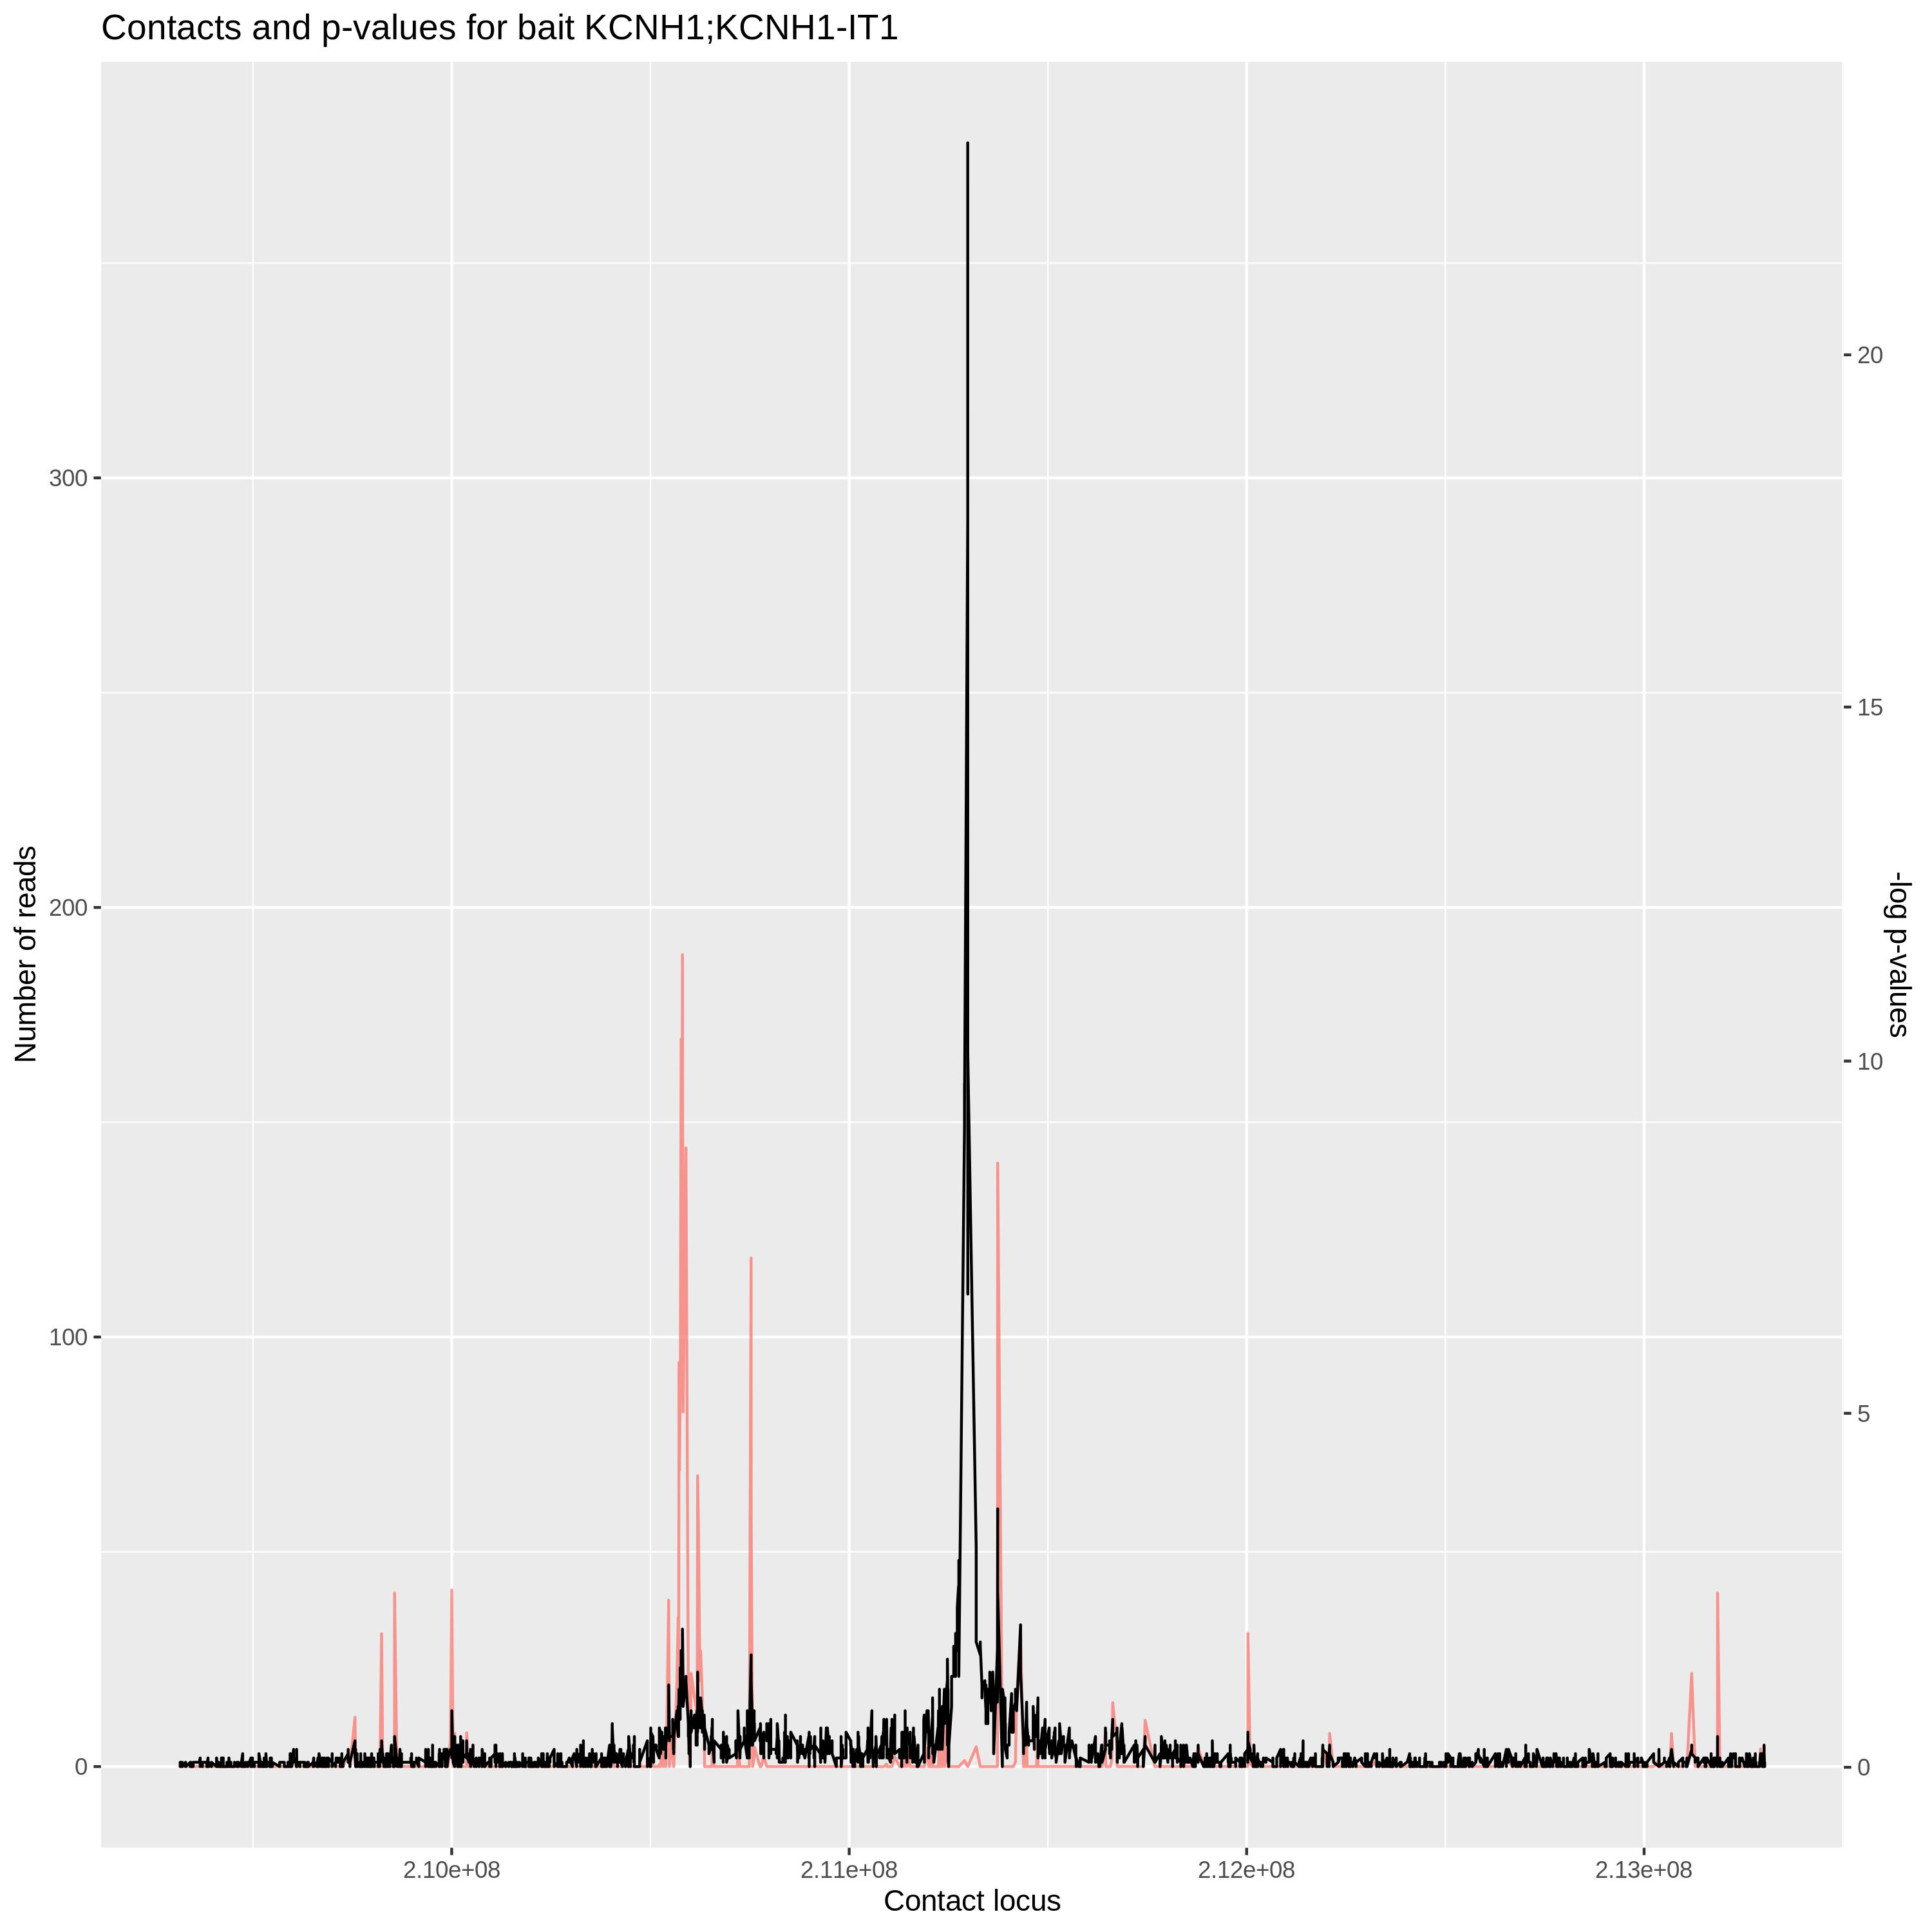 Contacts and p-values for bait KCNH1;KCNH1-IT1
Number of reads
300
200
100
0
20
15
10
5
0
-log p-values
2.10e+08
2.11e+08
2.12e+08
2.13e+08
Contact locus